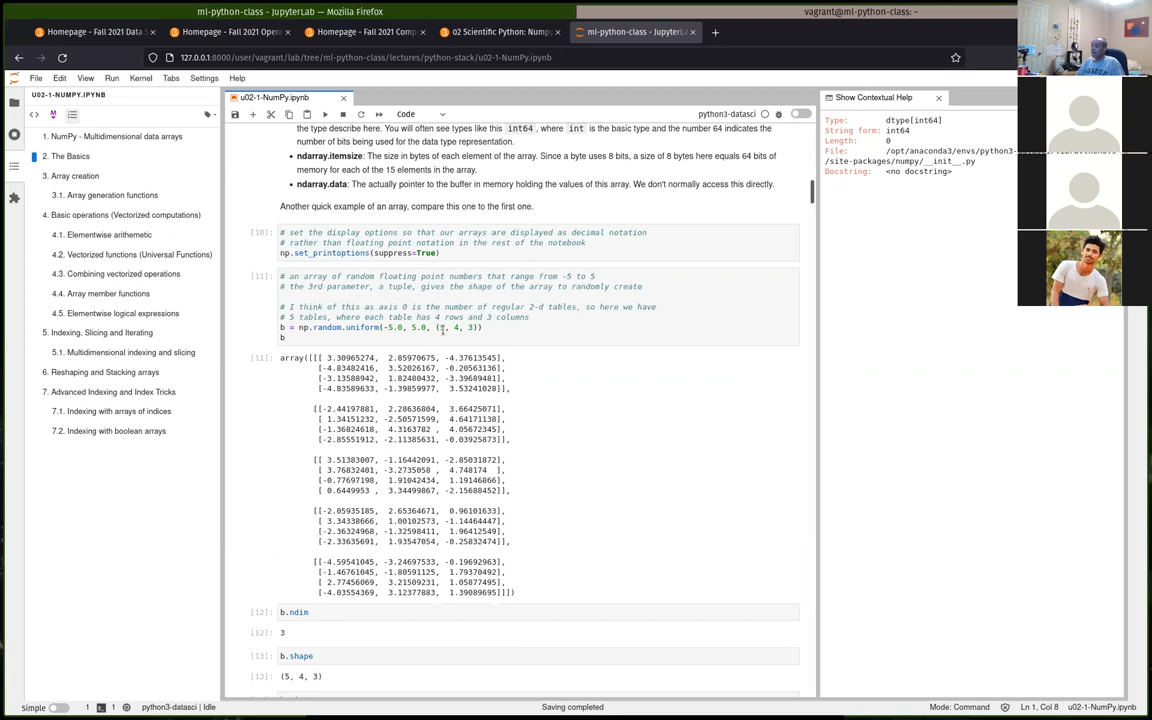 ml-python-class - JupyterLab — Mozilla Firefox
vagrant@ml-python-class: ~
Homepage - Fall 2021 Data S
Homepage - Fall 2021 Opera
Homepage - Fall 2021 Comp
02 Scientific Python: Numpy
ml-python-class - JupyterLa
127.0.0.1:8000/user/vagrant/lab/tree/ml-python-class/lectures/python-stack/u02-1-NumPy.ipynb
File Edit View Run Kernel Tabs Settings Help
U02-1-NUMPY.IPYNB
1. NumPy - Multidimensional data arrays
2. The Basics
3. Array creation
3.1. Array generation functions
4. Basic operations (Vectorized computations)
4.1. Elementwise arithemetic
4.2. Vectorized functions (Universal Functions)
4.3. Combining vectorized operations
4.4. Array member functions
4.5. Elementwise logical expressions
5. Indexing, Slicing and Iterating
5.1. Multidimensional indexing and slicing
6. Reshaping and Stacking arrays
7. Advanced Indexing and Index Tricks
7.1. Indexing with arrays of indices
7.2. Indexing with boolean arrays
u02-1-NumPy.ipynb
Code
python3-datasci
the type describe here. You will often see types like this int64, where int is the basic type and the number 64 indicates the
number of bits being used for the data type representation.
• ndarray.itemsize: The size in bytes of each element of the array. Since a byte uses 8 bits, a size of 8 bytes here equals 64 bits of
memory for each of the 15 elements in the array.
• ndarray.data: The actually pointer to the buffer in memory holding the values of this array. We don't normally access this directly.
Another quick example of an array, compare this one to the first one.
[10]: # set the display options so that our arrays are displayed as decimal notation
# rather than floating point notation in the rest of the notebook
np.set_printoptions(suppress=True)
[11]: # an array of random floating point numbers that range from -5 to 5
# the 3rd parameter, a tuple, gives the shape of the array to randomly create
# I think of this as axis 0 is the number of regular 2-d tables, so here we have
# 5 tables, where each table has 4 rows and 3 columns
b = np.random.uniform(-5.0, 5.0, (5, 4, 3))
b
[11]: array([[[ 3.30965274, 2.85970675, -4.37613545],
[-4.83482416, 3.52026167, -0.20563136],
[-3.13588942, 1.82480432, -3.39689481],
[-4.83589633, -1.39859977, 3.53241028]],
[[-2.44197881, 2.28636804, 3.66425071],
[ 1.34151232, -2.50571599, 4.64171138],
[-1.36824618, 4.3163782 , 4.05672345],
[-2.85551912, -2.11385631, -0.03925873]],
[[ 3.51383007, -1.16442091, -2.85031872],
[ 3.76832401, -3.2735058 , 4.748174 ],
[-0.77697198, 1.91042434, 1.19146866],
[ 0.6449953 , 3.34499867, -2.15688452]],
[[-2.05935185, 2.65364671, 0.96101633],
[ 3.34338666, 1.00102573, -1.14464447],
[-2.36324968, -1.32598411, 1.96412549],
[-2.33635691, 1.93547054, -0.25832474]],
[[-4.59541045, -3.24697533, -0.19692963],
[-1.46761045, -1.80591125, 1.79370492],
[ 2.77456069, 3.21509231, 1.05877495],
[-4.03554369, 3.12377883, 1.39089695]]])
[12]: b.ndim
[12]: 3
[13]: b.shape
[13]: (5, 4, 3)
Show Contextual Help
Type: dtype[int64]
String form: int64
Length: 0
File: /opt/anaconda3/envs/python3-
/site-packages/numpy/__init__.py
Docstring: <no docstring>
Simple 1 1 python3-datasci | Idle
Saving completed
Mode: Command
Ln 1, Col 8
u02-1-NumPy.ipynb